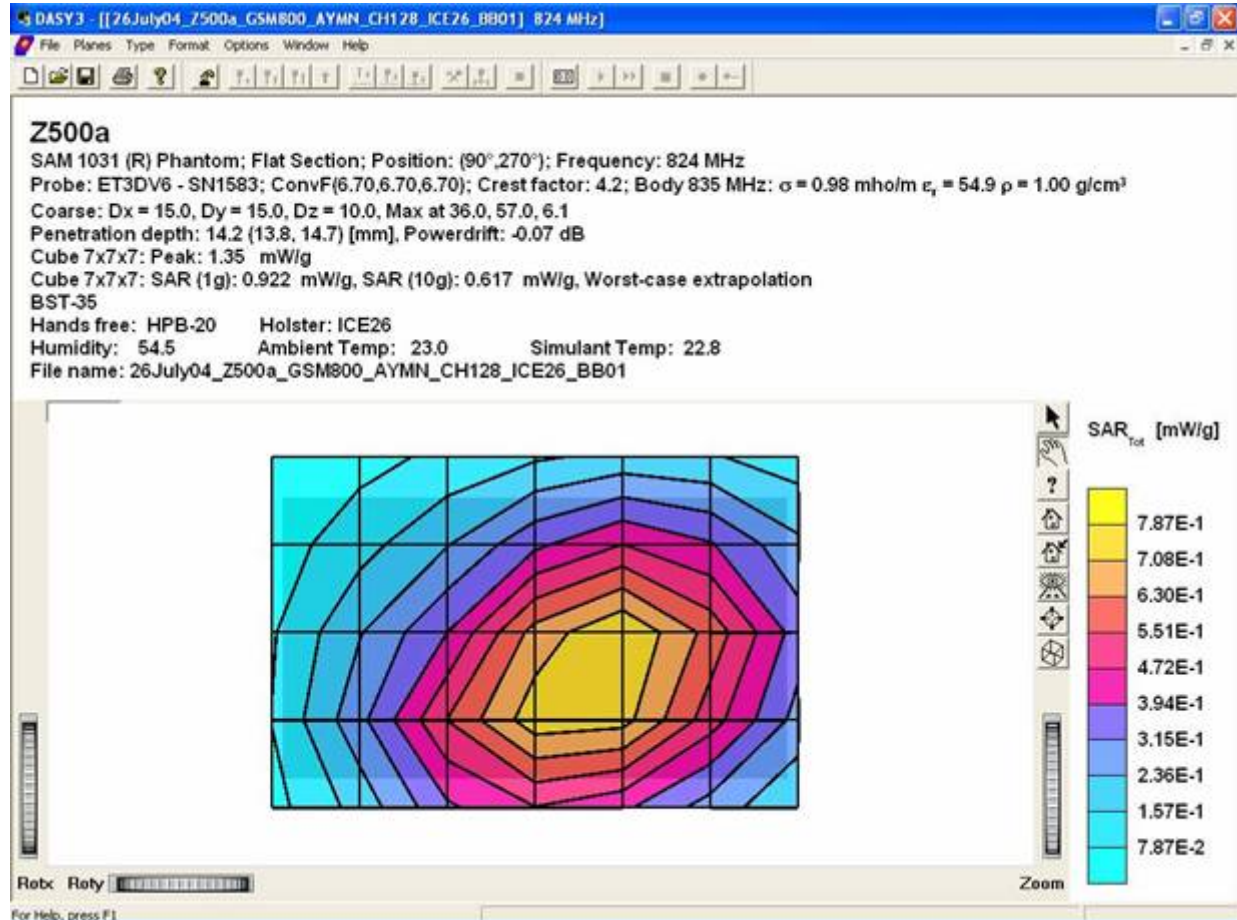 DASY3 - [[26July04_Z500a_GSM800_AYMN_CH128_ICE26_BB01] 824 MHz]
File Planes Type Format Options Window Help
Z500a
SAM 1031 (R) Phantom; Flat Section; Position: (90°,270°); Frequency: 824 MHz
Probe: ET3DV6 - SN1583; ConvF(6.70,6.70,6.70); Crest factor: 4.2; Body 835 MHz: σ = 0.98 mho/m εr = 54.9 ρ = 1.00 g/cm³
Coarse: Dx = 15.0, Dy = 15.0, Dz = 10.0, Max at 36.0, 57.0, 6.1
Penetration depth: 14.2 (13.8, 14.7) [mm], Powerdrift: -0.07 dB
Cube 7x7x7: Peak: 1.35 mW/g
Cube 7x7x7: SAR (1g): 0.922 mW/g, SAR (10g): 0.617 mW/g, Worst-case extrapolation
BST-35
Hands free: HPB-20 Holster: ICE26
Humidity: 54.5 Ambient Temp: 23.0 Simulant Temp: 22.8
File name: 26July04_Z500a_GSM800_AYMN_CH128_ICE26_BB01
SARTot [mW/g]
7.87E-1
7.08E-1
6.30E-1
5.51E-1
4.72E-1
3.94E-1
3.15E-1
2.36E-1
1.57E-1
7.87E-2
Rotx Roty
Zoom
For Help, press F1